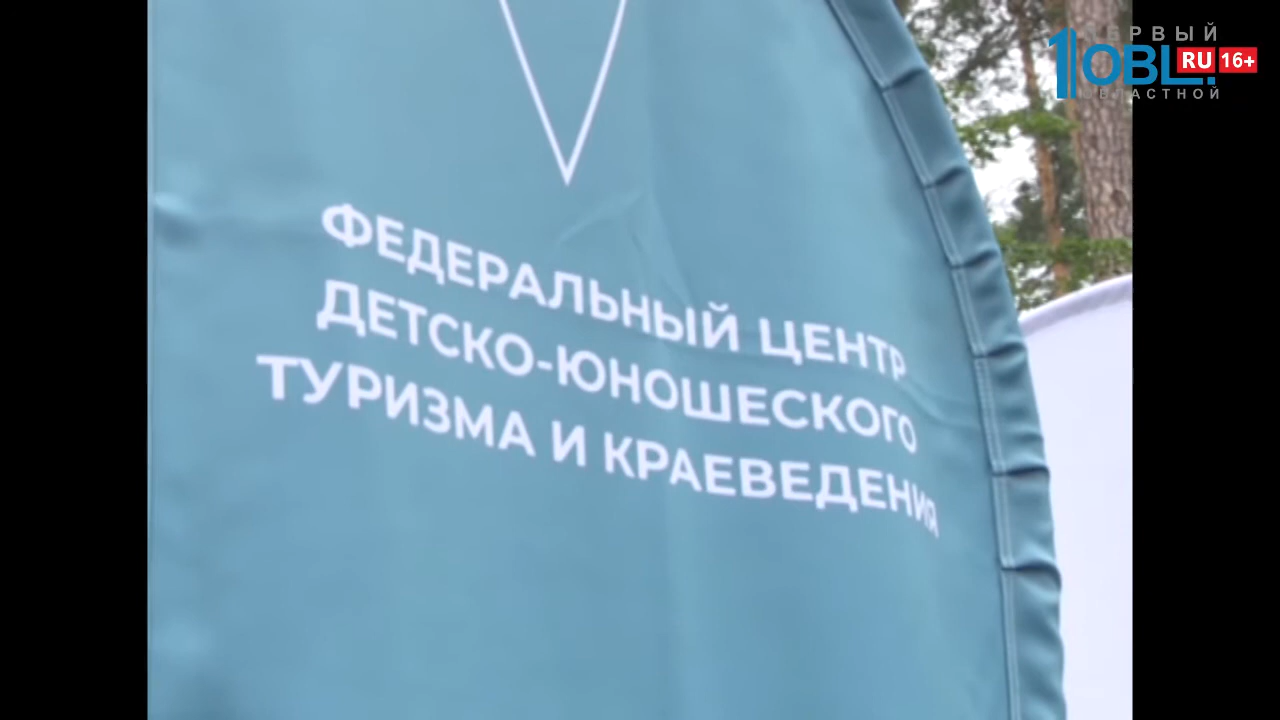 ПЕРВЫЙ
1OBL.
RU 16+
ОБЛАСТНОЙ
ФЕДЕРАЛЬНЫЙ ЦЕНТР
ДЕТСКО-ЮНОШЕСКОГО
ТУРИЗМА И КРАЕВЕДЕНИЯ